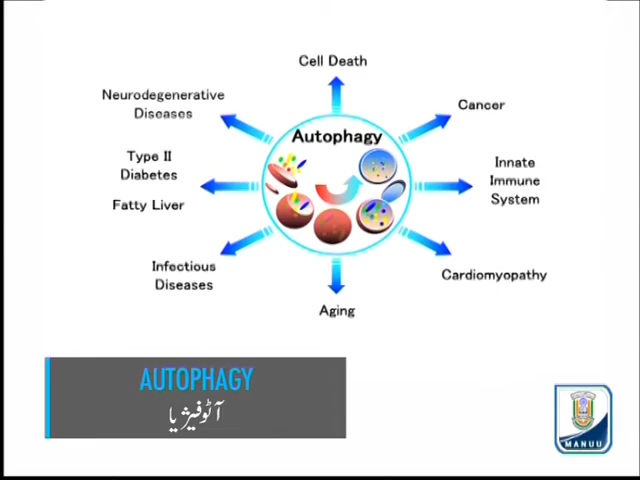 Cell Death
Neurodegenerative
Diseases
Cancer
Autophagy
Type II
Diabetes
Fatty Liver
Innate
Immune
System
Infectious
Diseases
Cardiomyopathy
Aging
AUTOPHAGY
آٹوفیژیا
MANUU